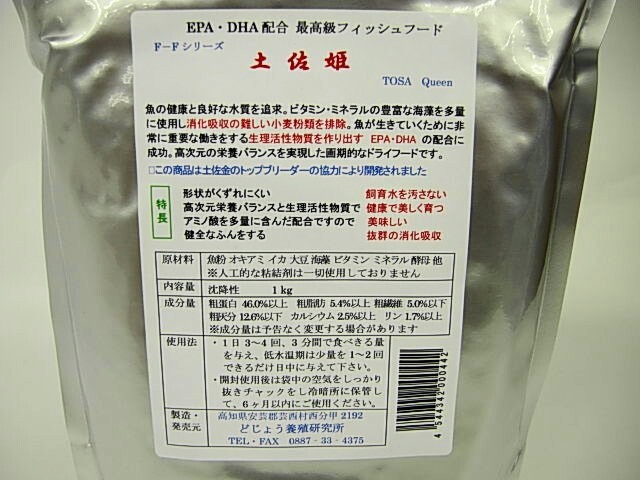 EPA・DHA配合 最高級フィッシュフード
F-Fシリーズ
土佐姫
TOSA Queen
魚の健康と良好な水質を追求。ビタミン・ミネラルの豊富な海藻を多量
に使用し消化吸収の難しい小麦粉類を排除。魚が生きていくために非
常に重要な働きをする生理活性物質を作り出す EPA・DHA の配合に
成功。高次元の栄養バランスを実現した画期的なドライフードです。
□この商品は土佐金のトップブリーダーの協力により開発されました
特長
形状がくずれにくい 飼育水を汚さない
高次元栄養バランスと生理活性物質で 健康で美しく育つ
アミノ酸を多量に含んだ配合ですので 美味しい
健全なふんをする 抜群の消化吸収
原材料 魚粉 オキアミ イカ 大豆 海藻 ビタミン ミネラル 酵母 他
※人工的な粘結剤は一切使用しておりません
内容量 沈降性 1kg
成分量 粗蛋白 46.0%以上 粗脂肪 5.4%以上 粗繊維 5.0%以下
粗灰分 12.6%以下 カルシウム 2.5%以上 リン 1.7%以上
※成分量は予告なく変更する場合があります
使用法 ・1日3〜4回、3分間で食べきる量
を与え、低水温期は少量を1〜2回
できるだけ日中に与えて下さい。
・開封使用後は袋中の空気をしっかり
抜きチャックをし冷暗所に保管し
て、6ヶ月以内にご使用ください。
製造・発売元 高知県安芸郡芸西村西分甲2192
どじょう養殖研究所
TEL・FAX 0887-33-4375
4544342000442